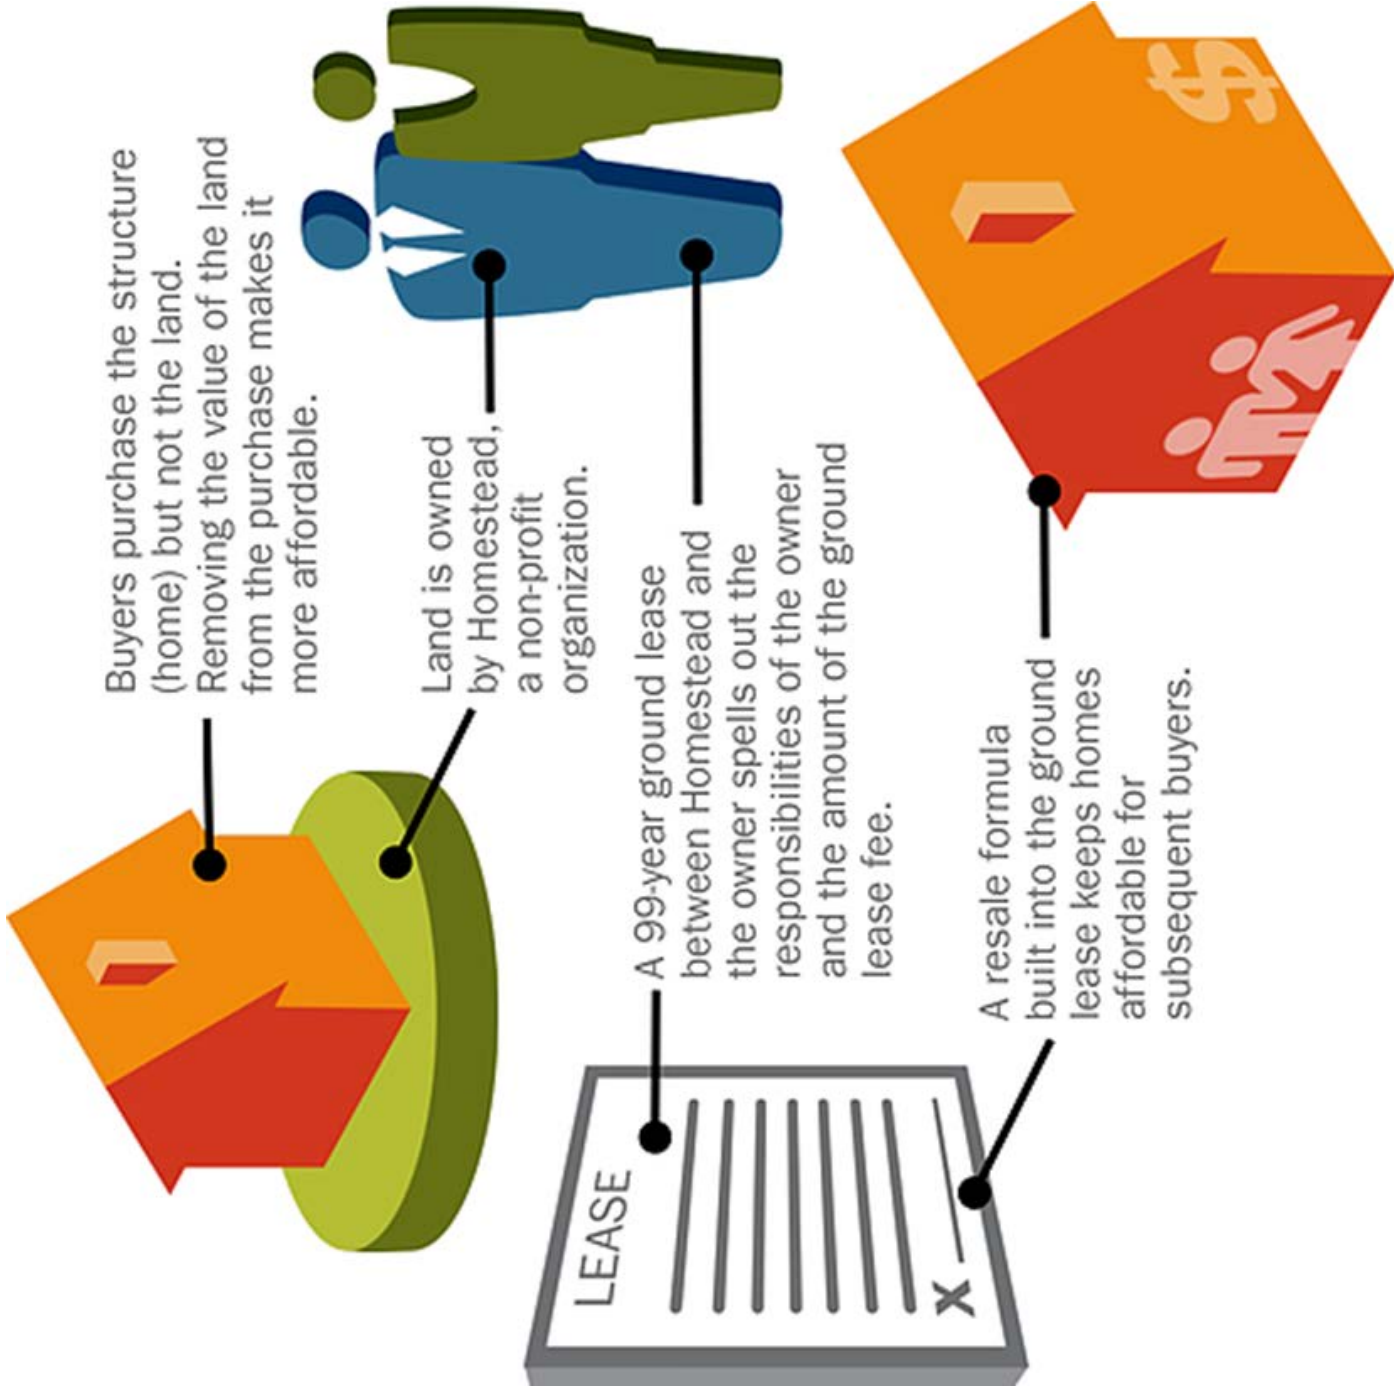 Buyers purchase the structure
(home) but not the land.
Removing the value of the land
from the purchase makes it
more affordable.
Land is owned
by Homestead,
a non-profit
organization.
LEASE
X
A 99-year ground lease
between Homestead and
the owner spells out the
responsibilities of the owner
and the amount of the ground
lease fee.
A resale formula
built into the ground
lease keeps homes
affordable for
subsequent buyers.
$